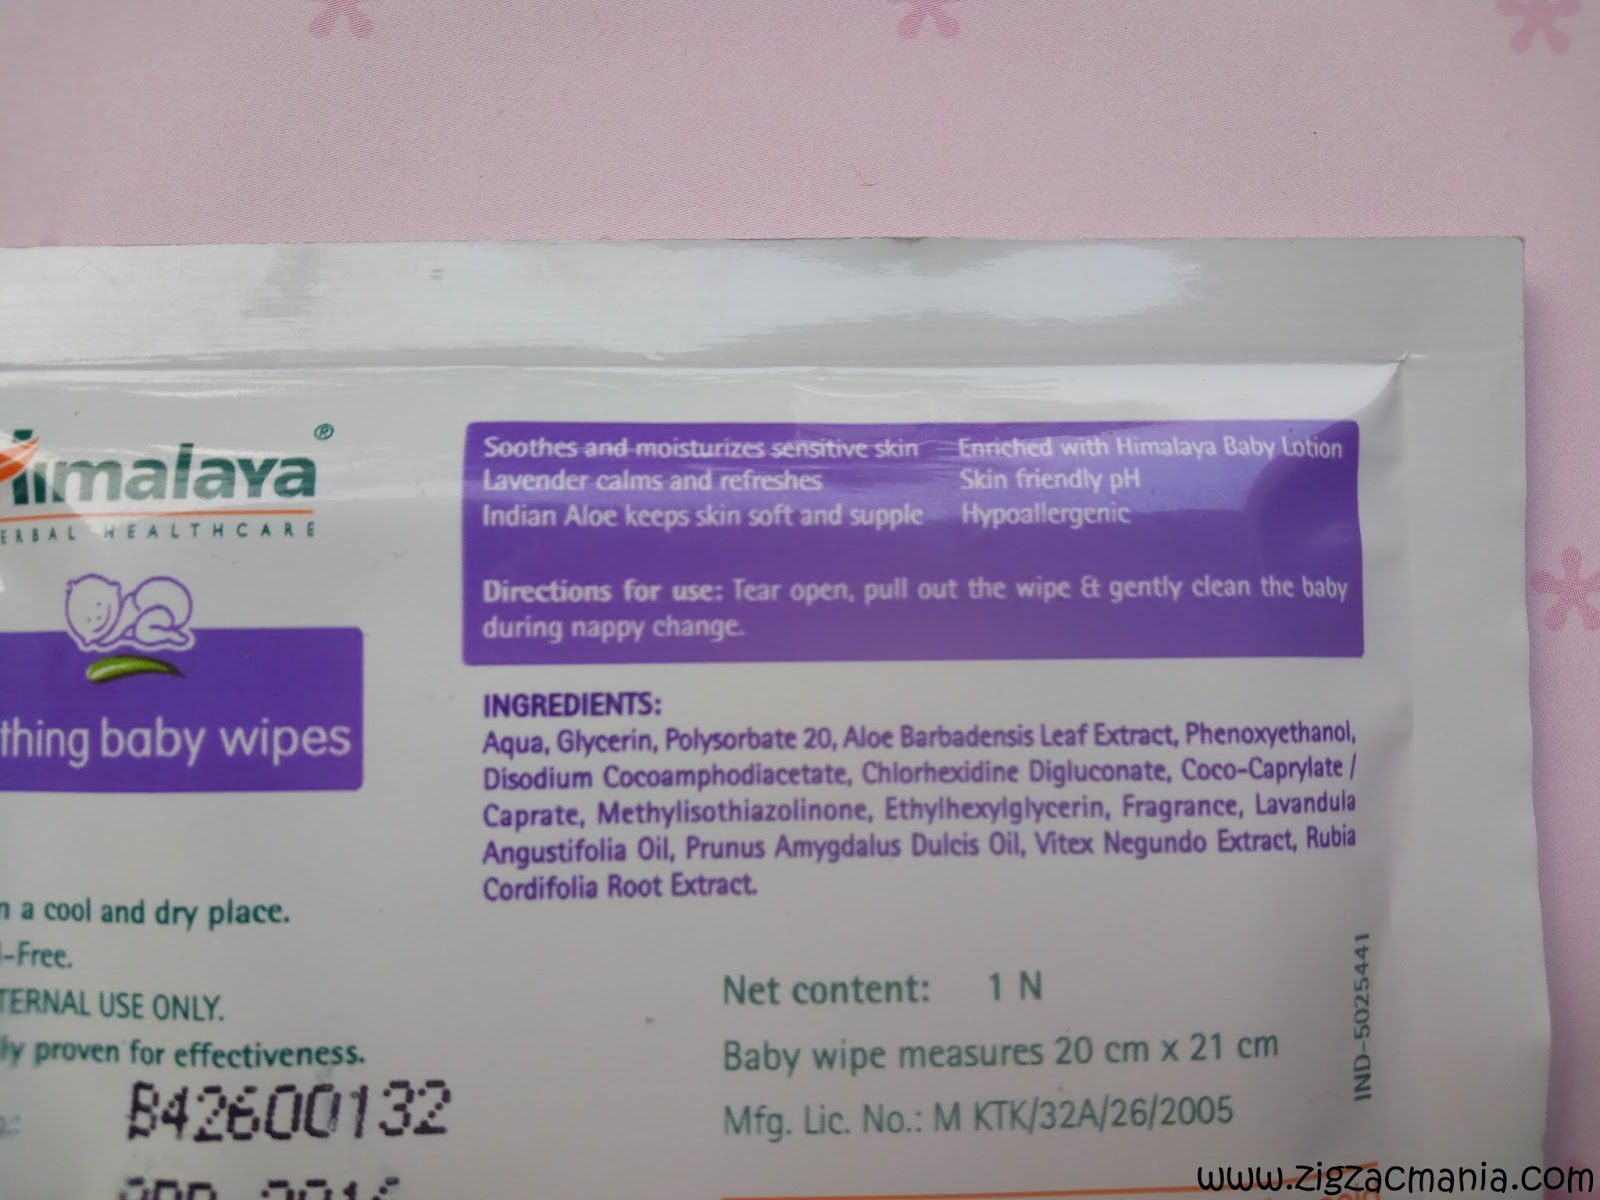 Himalaya®
ERBAL HEALTHCARE
thing baby wipes
n a cool and dry place.
-Free.
TERNAL USE ONLY.
ly proven for effectiveness.
B42600132
Soothes and moisturizes sensitive skin
Lavender calms and refreshes
Indian Aloe keeps skin soft and supple
Enriched with Himalaya Baby Lotion
Skin friendly pH
Hypoallergenic
Directions for use: Tear open, pull out the wipe & gently clean the baby
during nappy change.
INGREDIENTS:
Aqua, Glycerin, Polysorbate 20, Aloe Barbadensis Leaf Extract, Phenoxyethanol,
Disodium Cocoamphodiacetate, Chlorhexidine Digluconate, Coco-Caprylate /
Caprate, Methylisothiazolinone, Ethylhexylglycerin, Fragrance, Lavandula
Angustifolia Oil, Prunus Amygdalus Dulcis Oil, Vitex Negundo Extract, Rubia
Cordifolia Root Extract.
Net content: 1 N
Baby wipe measures 20 cm x 21 cm
Mfg. Lic. No.: M KTK/32A/26/2005
IND-5025441
www.zigzacmania.com